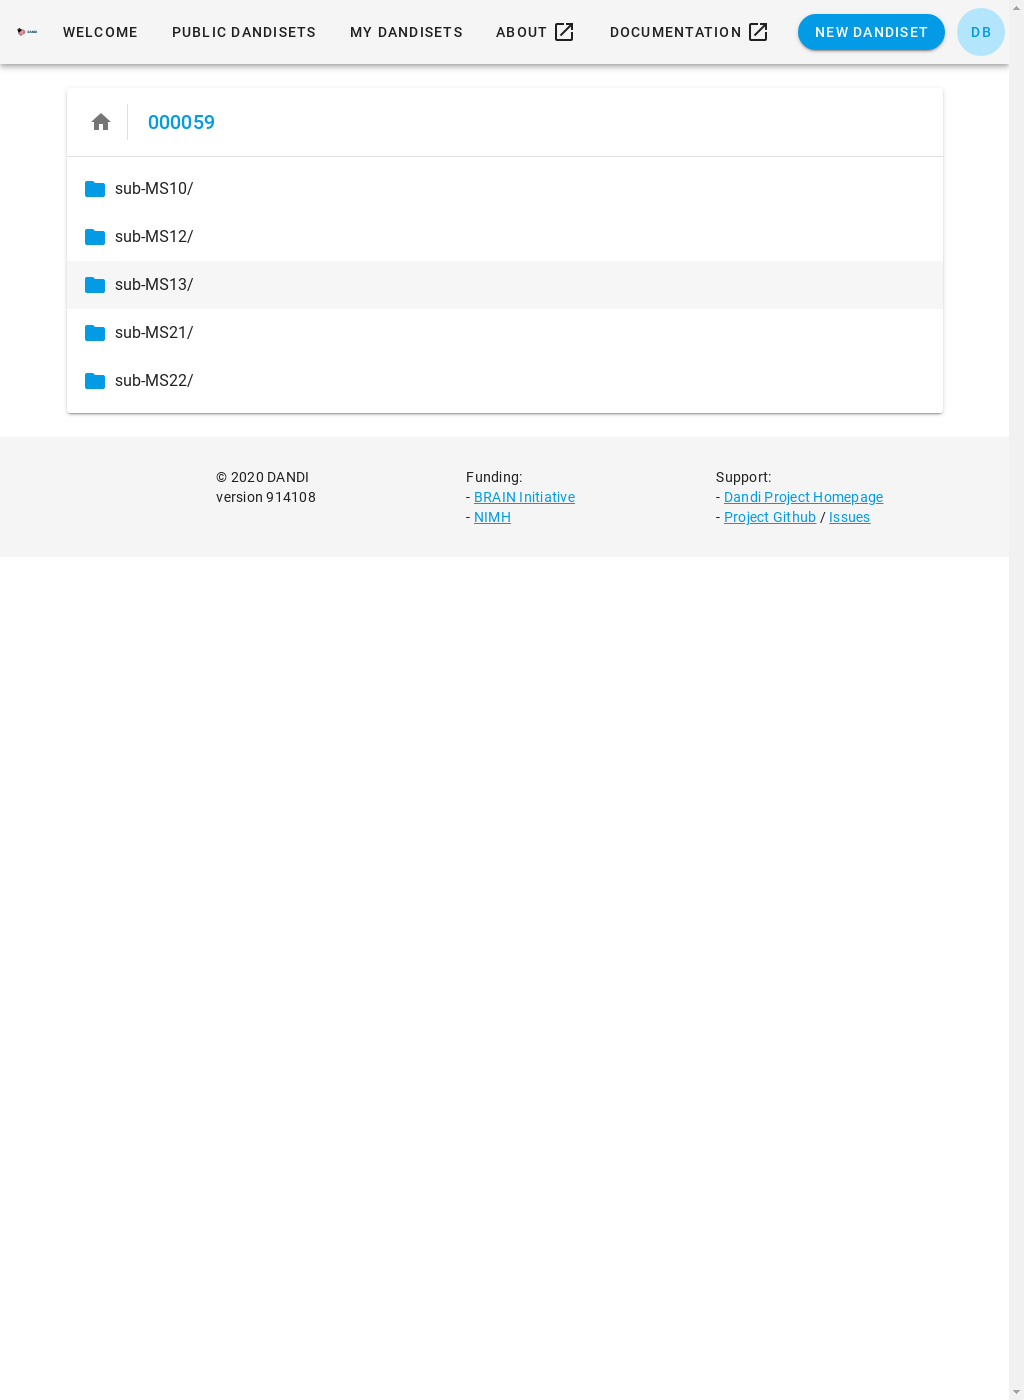 DANDI
WELCOME
PUBLIC DANDISETS
MY DANDISETS
ABOUT
DOCUMENTATION
NEW DANDISET
DB
000059
sub-MS10/
sub-MS12/
sub-MS13/
sub-MS21/
sub-MS22/
© 2020 DANDI
version 914108
Funding:
- BRAIN Initiative
- NIMH
Support:
- Dandi Project Homepage
- Project Github / Issues